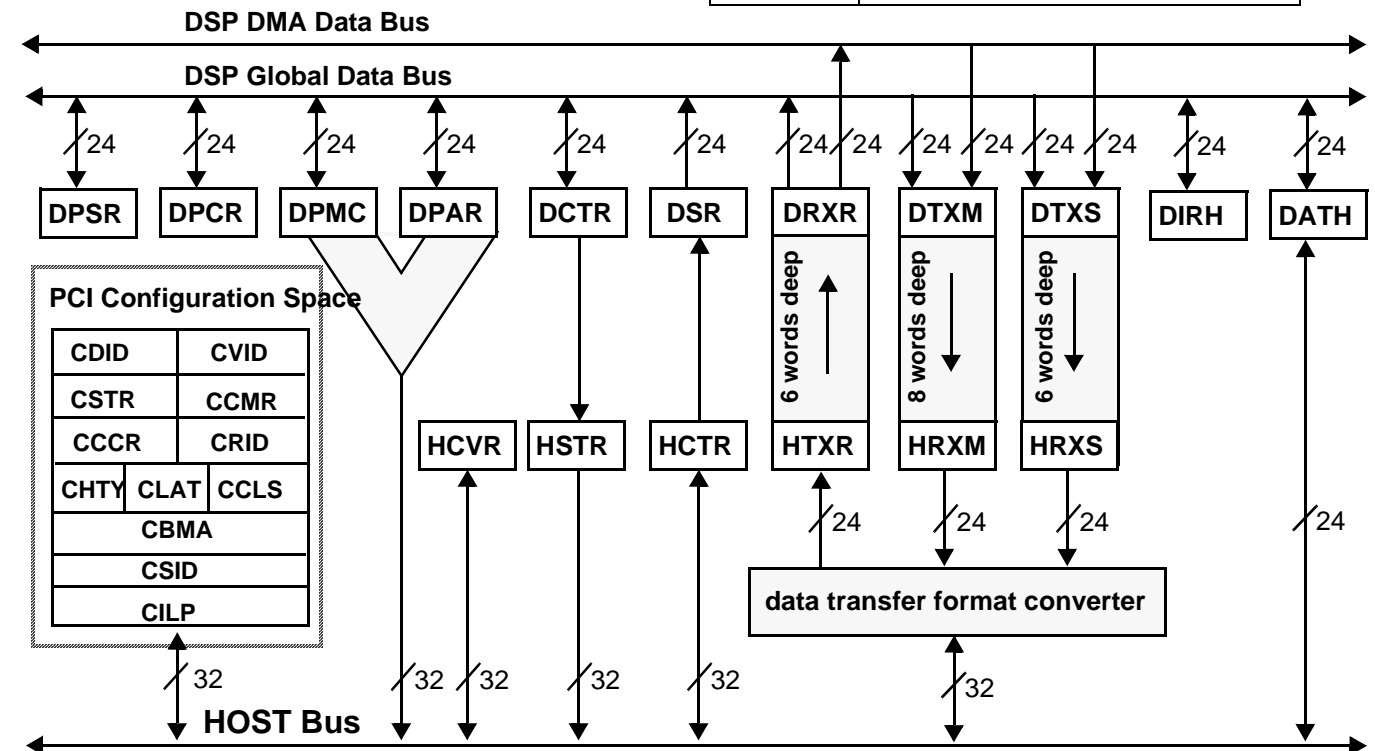 DSP DMA Data Bus
DSP Global Data Bus
24 24 24 24 24 24 24 24 24 24 24 24 24 24
DPSR DPCR DPMC DPAR DCTR DSR DRXR DTXM DTXS DIRH DATH
PCI Configuration Space
CDID CVID
CSTR CCMR
CCCR CRID
CHTY CLAT CCLS
CBMA
CSID
CILP
6 words deep
8 words deep
6 words deep
HCVR HSTR HCTR HTXR HRXM HRXS
24 24 24 24
data transfer format converter
32 32 32 32 32 32
HOST Bus